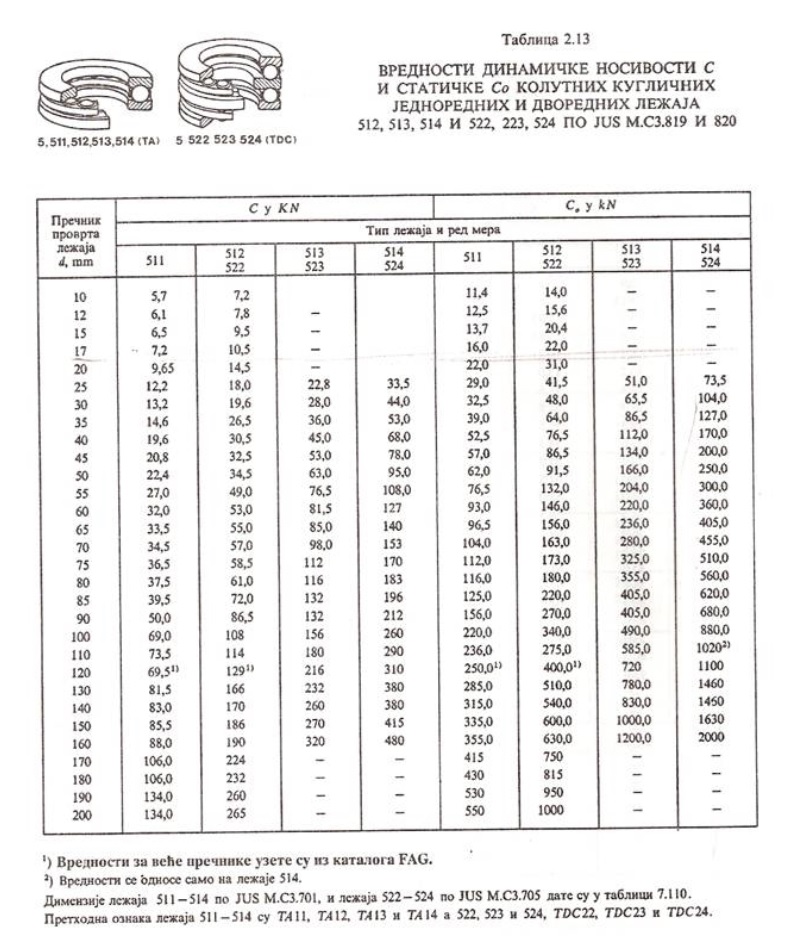 Таблица 2.13
ВРЕДНОСТИ ДИНАМИЧКЕ НОСИВОСТИ C
И СТАТИЧКЕ Co КОЛУТНИХ КУГЛИЧНИХ
ЈЕДНОРЕДНИХ И ДВОРЕДНИХ ЛЕЖАЈА
512, 513, 514 И 522, 223, 524 ПО JUS M.C3.819 И 820
5,511,512,513,514 (TA) 5 522 523 524 (TDC)
Пречник проврта лежаја d, mm
C у KN C₀ у kN
Тип лежаја и ред мера
511 512 522 513 523 514 524 511 512 522 513 523 514 524
10 5,7 7,2 11,4 14,0 — —
12 6,1 7,8 — 12,5 15,6 — —
15 6,5 9,5 — 13,7 20,4 — —
17 7,2 10,5 — 16,0 22,0 — —
20 9,65 14,5 — 22,0 31,0 — —
25 12,2 18,0 22,8 33,5 29,0 41,5 51,0 73,5
30 13,2 19,6 28,0 44,0 32,5 48,0 65,5 104,0
35 14,6 26,5 36,0 53,0 39,0 64,0 86,5 127,0
40 19,6 30,5 45,0 68,0 52,5 76,5 112,0 170,0
45 20,8 32,5 53,0 78,0 57,0 86,5 134,0 200,0
50 22,4 34,5 63,0 95,0 62,0 91,5 166,0 250,0
55 27,0 49,0 76,5 108,0 76,5 132,0 204,0 300,0
60 32,0 53,0 81,5 127 93,0 146,0 220,0 360,0
65 33,5 55,0 85,0 140 96,5 156,0 236,0 405,0
70 34,5 57,0 98,0 153 104,0 163,0 280,0 455,0
75 36,5 58,5 112 170 112,0 173,0 325,0 510,0
80 37,5 61,0 116 183 116,0 180,0 355,0 560,0
85 39,5 72,0 132 196 125,0 220,0 405,0 620,0
90 50,0 86,5 132 212 156,0 270,0 405,0 680,0
100 69,0 108 156 260 220,0 340,0 490,0 880,0
110 73,5 114 180 290 236,0 275,0 585,0 1020²⁾
120 69,5¹⁾ 129¹⁾ 216 310 250,0¹⁾ 400,0¹⁾ 720 1100
130 81,5 166 232 380 285,0 510,0 780,0 1460
140 83,0 170 260 380 315,0 540,0 830,0 1460
150 85,5 186 270 415 335,0 600,0 1000,0 1630
160 88,0 190 320 480 355,0 630,0 1200,0 2000
170 106,0 224 — — 415 750 — —
180 106,0 232 — — 430 815 — —
190 134,0 260 — — 530 950 — —
200 134,0 265 — — 550 1000 — —
¹) Вредности за веће пречнике узете су из каталога FAG.
²) Вредности се односе само на лежаје 514.
Димензије лежаја 511—514 по JUS M.C3.701, и лежаја 522—524 по JUS M.C3.705 дате су у таблици 7.110.
Претходна ознака лежаја 511—514 су TA11, TA12, TA13 и TA14 а 522, 523 и 524, TDC22, TDC23 и TDC24.